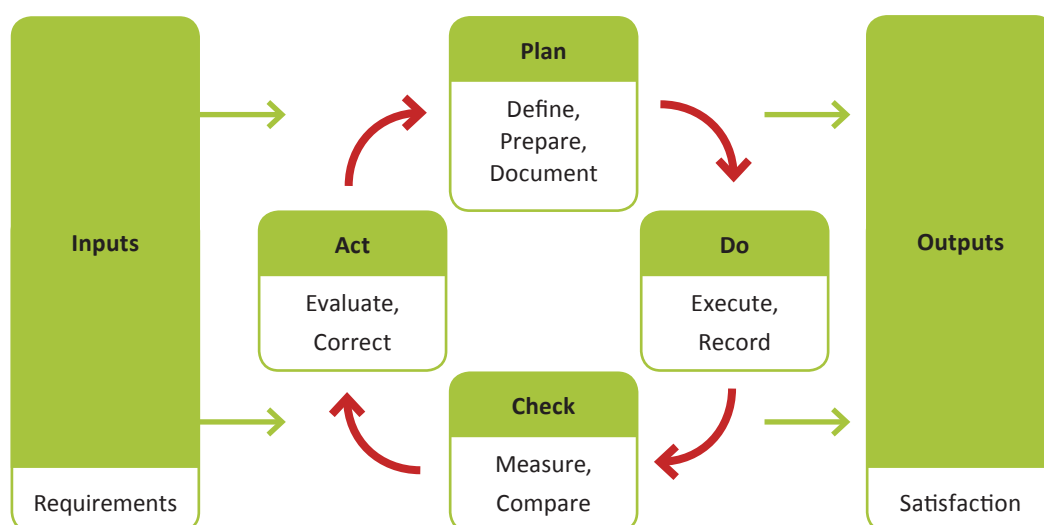 Plan
Define,
Prepare,
Document
Inputs
Act
Do
Outputs
Evaluate,
Correct
Execute,
Record
Check
Measure,
Compare
Requirements
Satisfaction